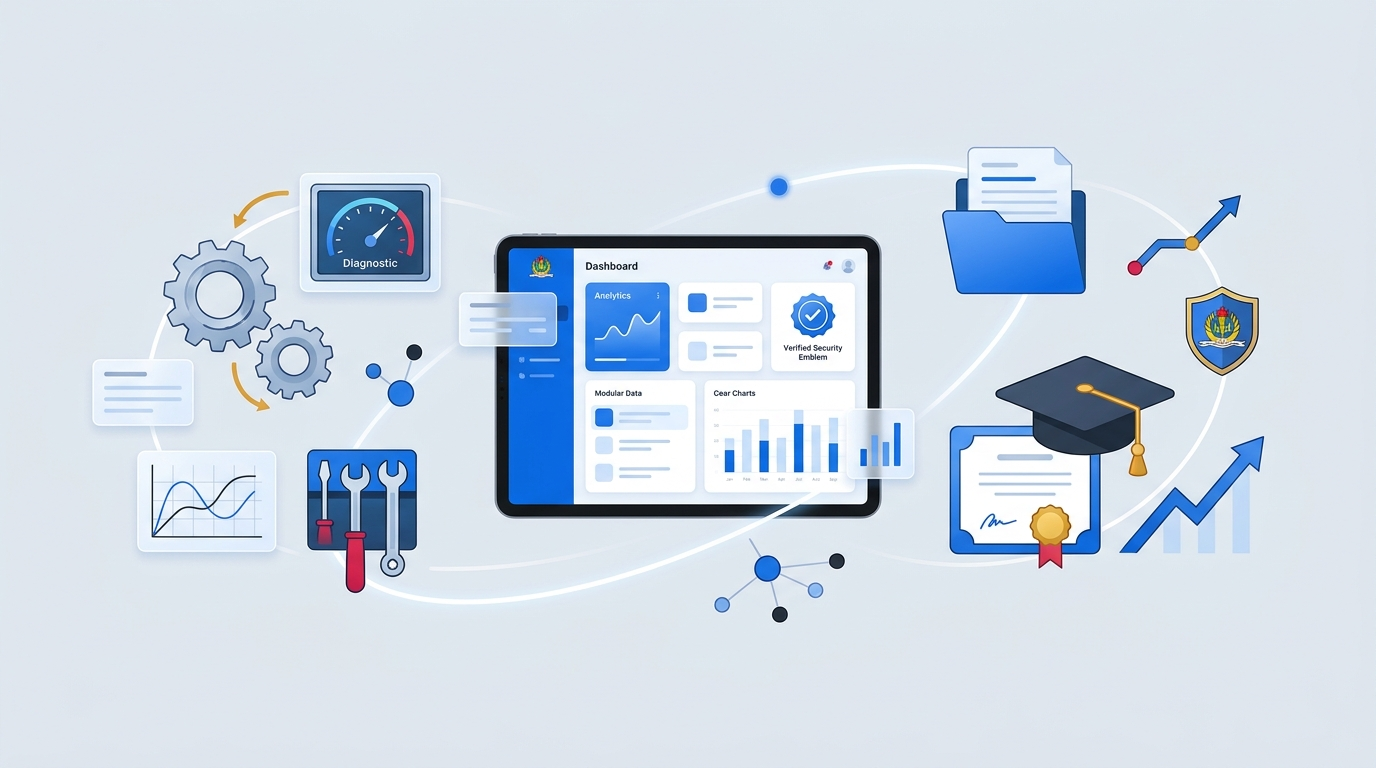 Diagnostic
Dashboard
Anelytics
Verified Security
Emblem
Modular Data
Cear Charts